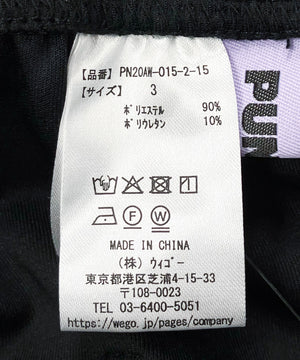 【品番】 PN20AW-015-2-15
【サイズ】 3
ポリエステル 90%
ポリウレタン 10%
MADE IN CHINA
(株) ウィゴー
東京都港区芝浦4-15-33
〒108-0023
TEL 03-6400-5051
https://wego.jp/pages/company